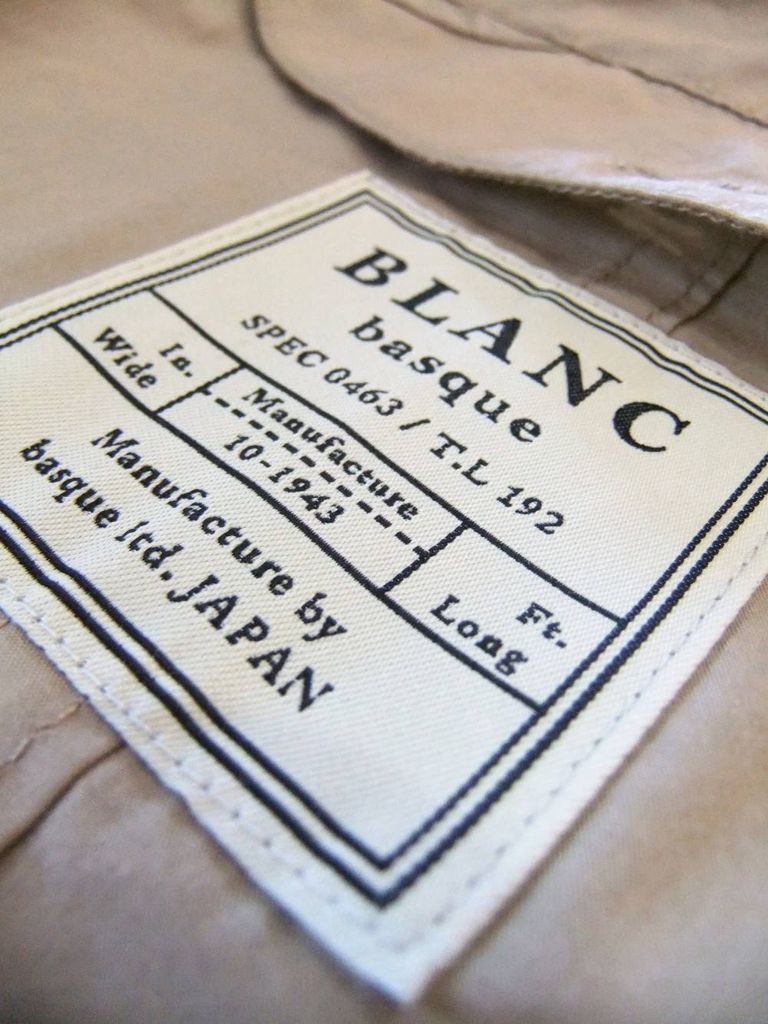 BLANC
basque
SPEC 0463 / T.L 192
In.
Wide
Manufacture
10-1943
Ft.
Long
Manufacture by
basque ltd. JAPAN